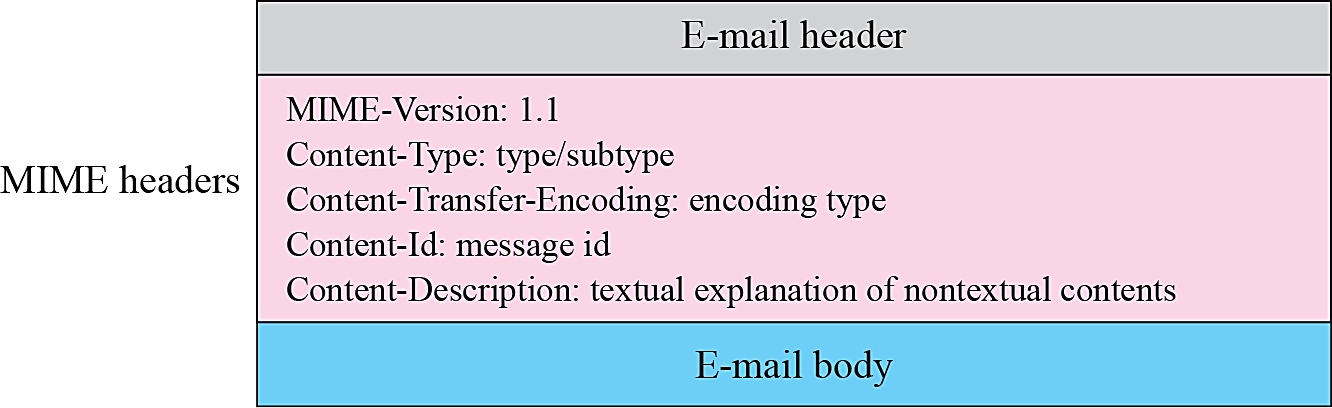 E-mail header
MIME headers
MIME-Version: 1.1
Content-Type: type/subtype
Content-Transfer-Encoding: encoding type
Content-Id: message id
Content-Description: textual explanation of nontextual contents
E-mail body